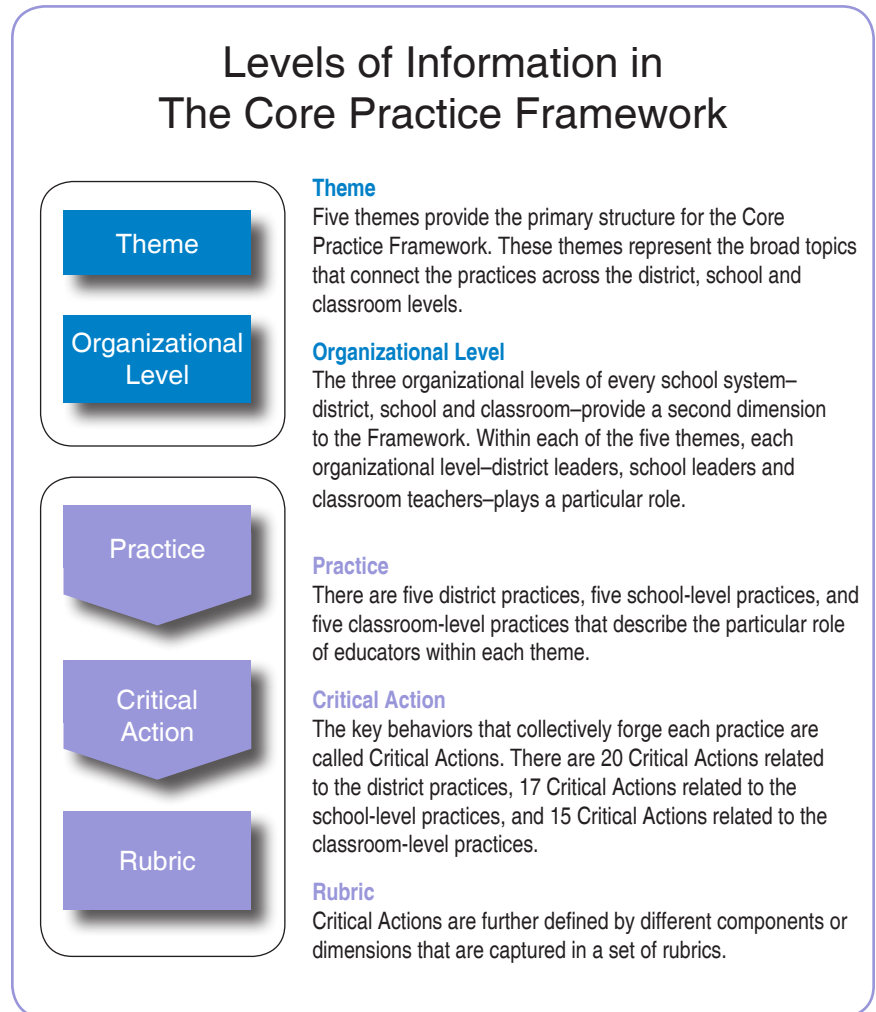 Levels of Information in
The Core Practice Framework
Theme
Organizational
Level
Theme
Five themes provide the primary structure for the Core
Practice Framework. These themes represent the broad topics
that connect the practices across the district, school and
classroom levels.
Organizational Level
The three organizational levels of every school system–
district, school and classroom–provide a second dimension
to the Framework. Within each of the five themes, each
organizational level–district leaders, school leaders and
classroom teachers–plays a particular role.
Practice
Critical
Action
Rubric
Practice
There are five district practices, five school-level practices, and
five classroom-level practices that describe the particular role
of educators within each theme.
Critical Action
The key behaviors that collectively forge each practice are
called Critical Actions. There are 20 Critical Actions related
to the district practices, 17 Critical Actions related to the
school-level practices, and 15 Critical Actions related to the
classroom-level practices.
Rubric
Critical Actions are further defined by different components or
dimensions that are captured in a set of rubrics.